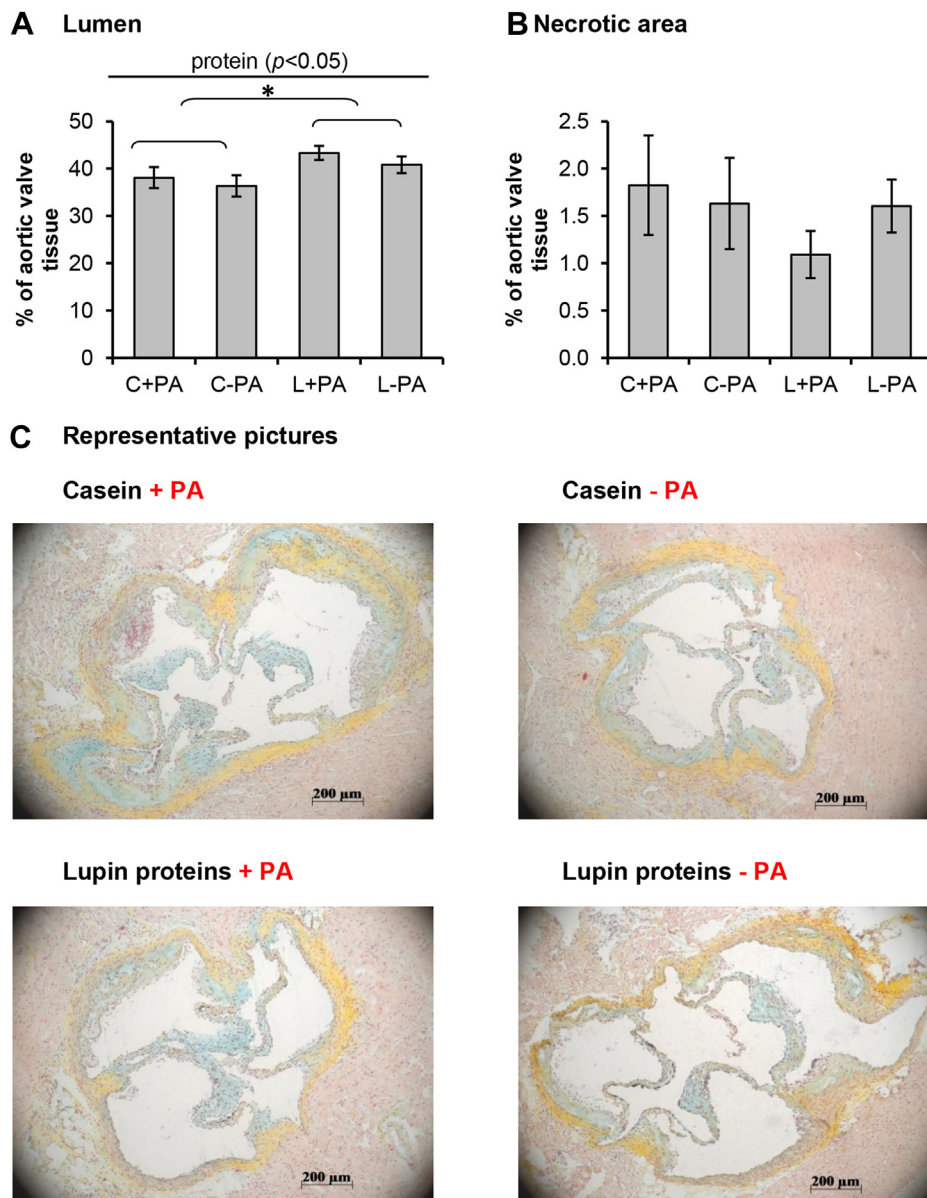 A Lumen
protein (p<0.05)
*
% of aortic valve
tissue
50
40
30
20
10
0
C+PA C-PA L+PA L-PA
B Necrotic area
% of aortic valve
tissue
2.5
2.0
1.5
1.0
0.5
0.0
C+PA C-PA L+PA L-PA
C Representative pictures
Casein + PA
200 µm
Casein - PA
200 µm
Lupin proteins + PA
200 µm
Lupin proteins - PA
200 µm